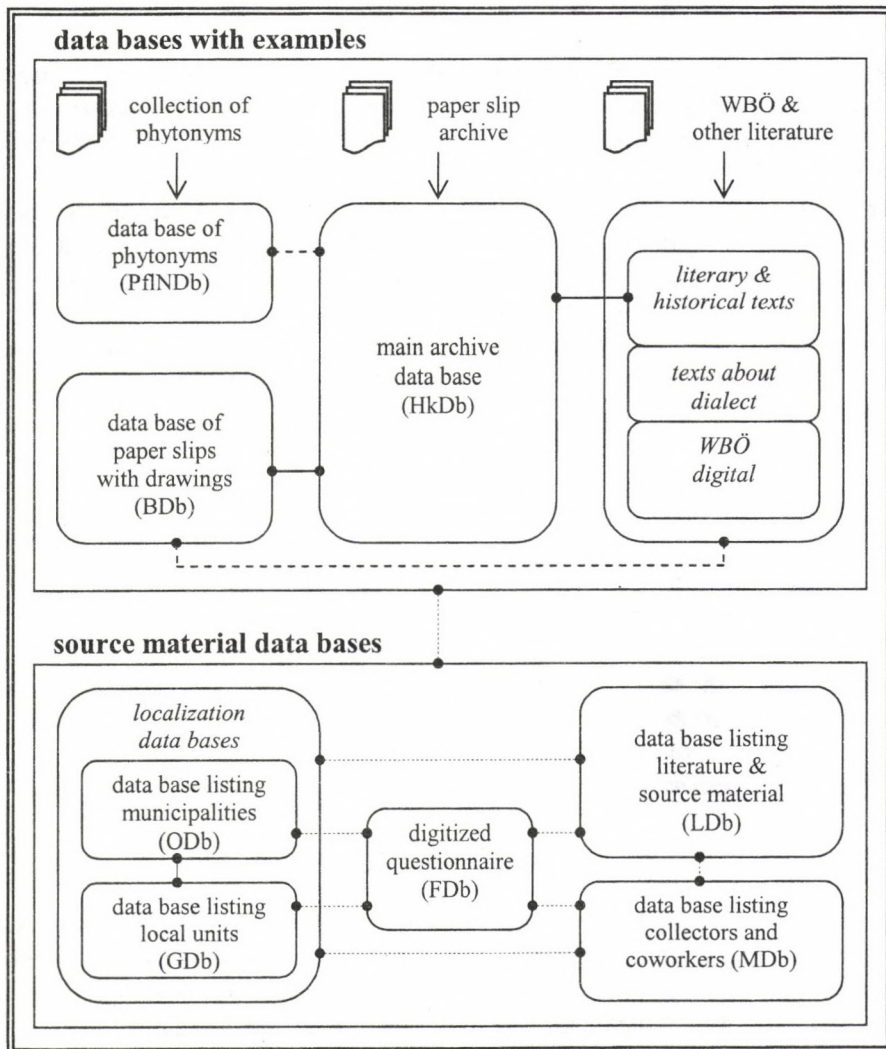 data bases with examples
collection of
phytonyms
paper slip
archive
WBÖ &
other literature
data base of
phytonyms
(PflNDb)
data base of
paper slips
with drawings
(BDb)
main archive
data base
(HkDb)
literary &
historical texts
texts about
dialect
WBÖ
digital
source material data bases
localization
data bases
data base listing
municipalities
(ODb)
data base listing
local units
(GDb)
digitized
questionnaire
(FDb)
data base listing
literature &
source material
(LDb)
data base listing
collectors and
coworkers (MDb)